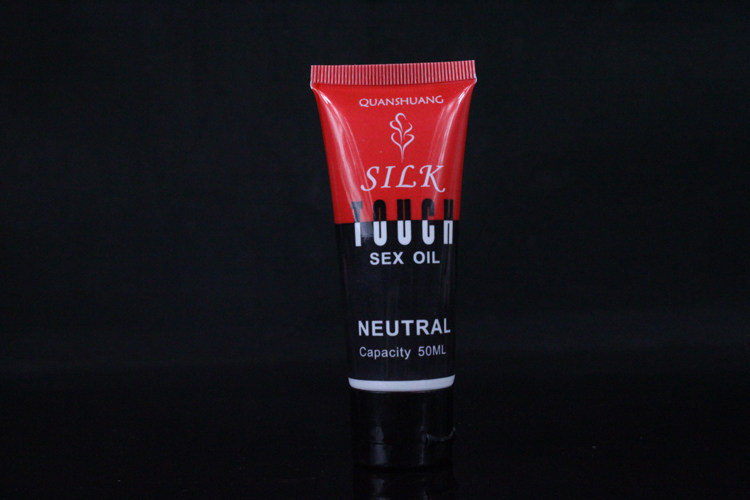 QUANSHUANG
SILK
TOUCH
SEX OIL
NEUTRAL
Capacity 50ML